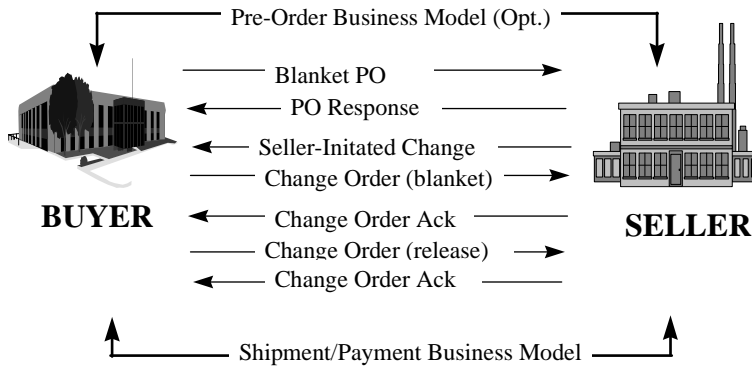 Pre-Order Business Model (Opt.)
Blanket PO
PO Response
Seller-Initated Change
Change Order (blanket)
BUYER
Change Order Ack
SELLER
Change Order (release)
Change Order Ack
Shipment/Payment Business Model